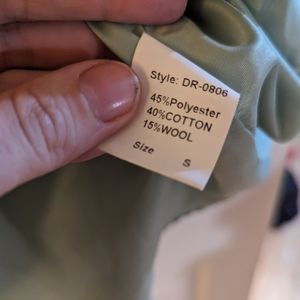 Style: DR-0806
45%Polyester
40%COTTON
15%WOOL
Size S